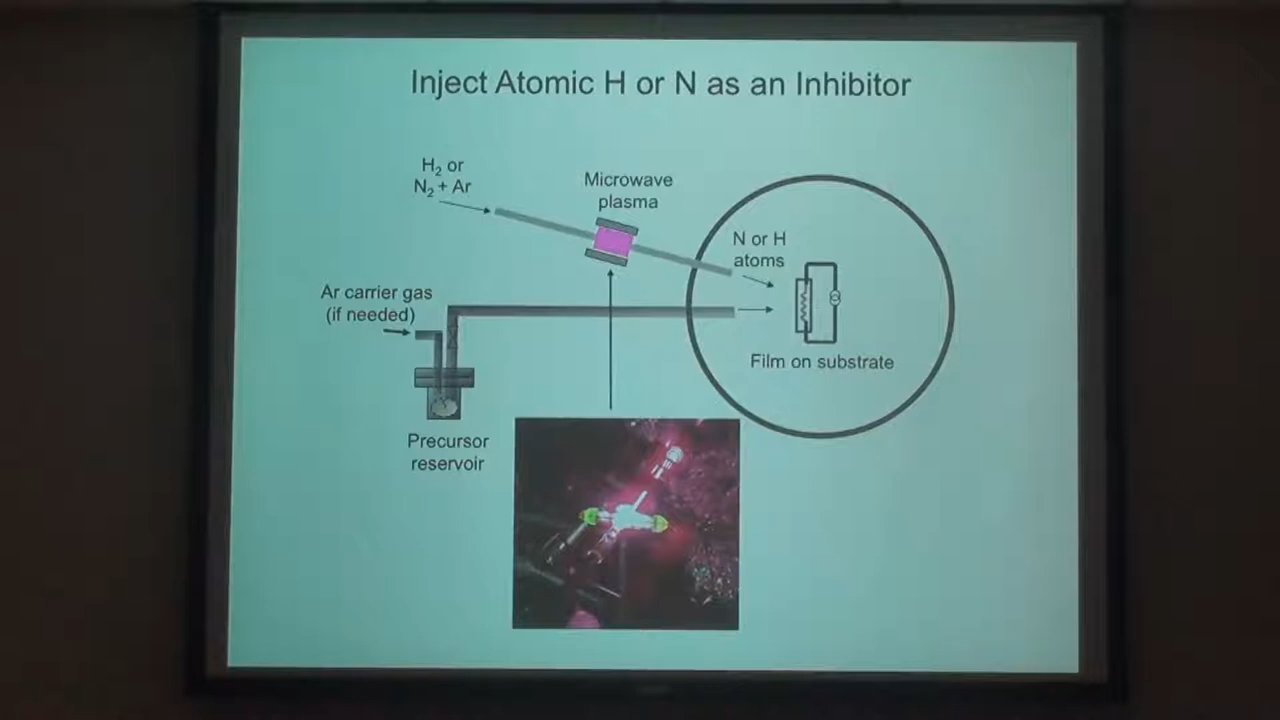 Inject Atomic H or N as an Inhibitor
H₂ or
N₂ + Ar
Microwave
plasma
N or H
atoms
Ar carrier gas
(if needed)
Film on substrate
Precursor
reservoir